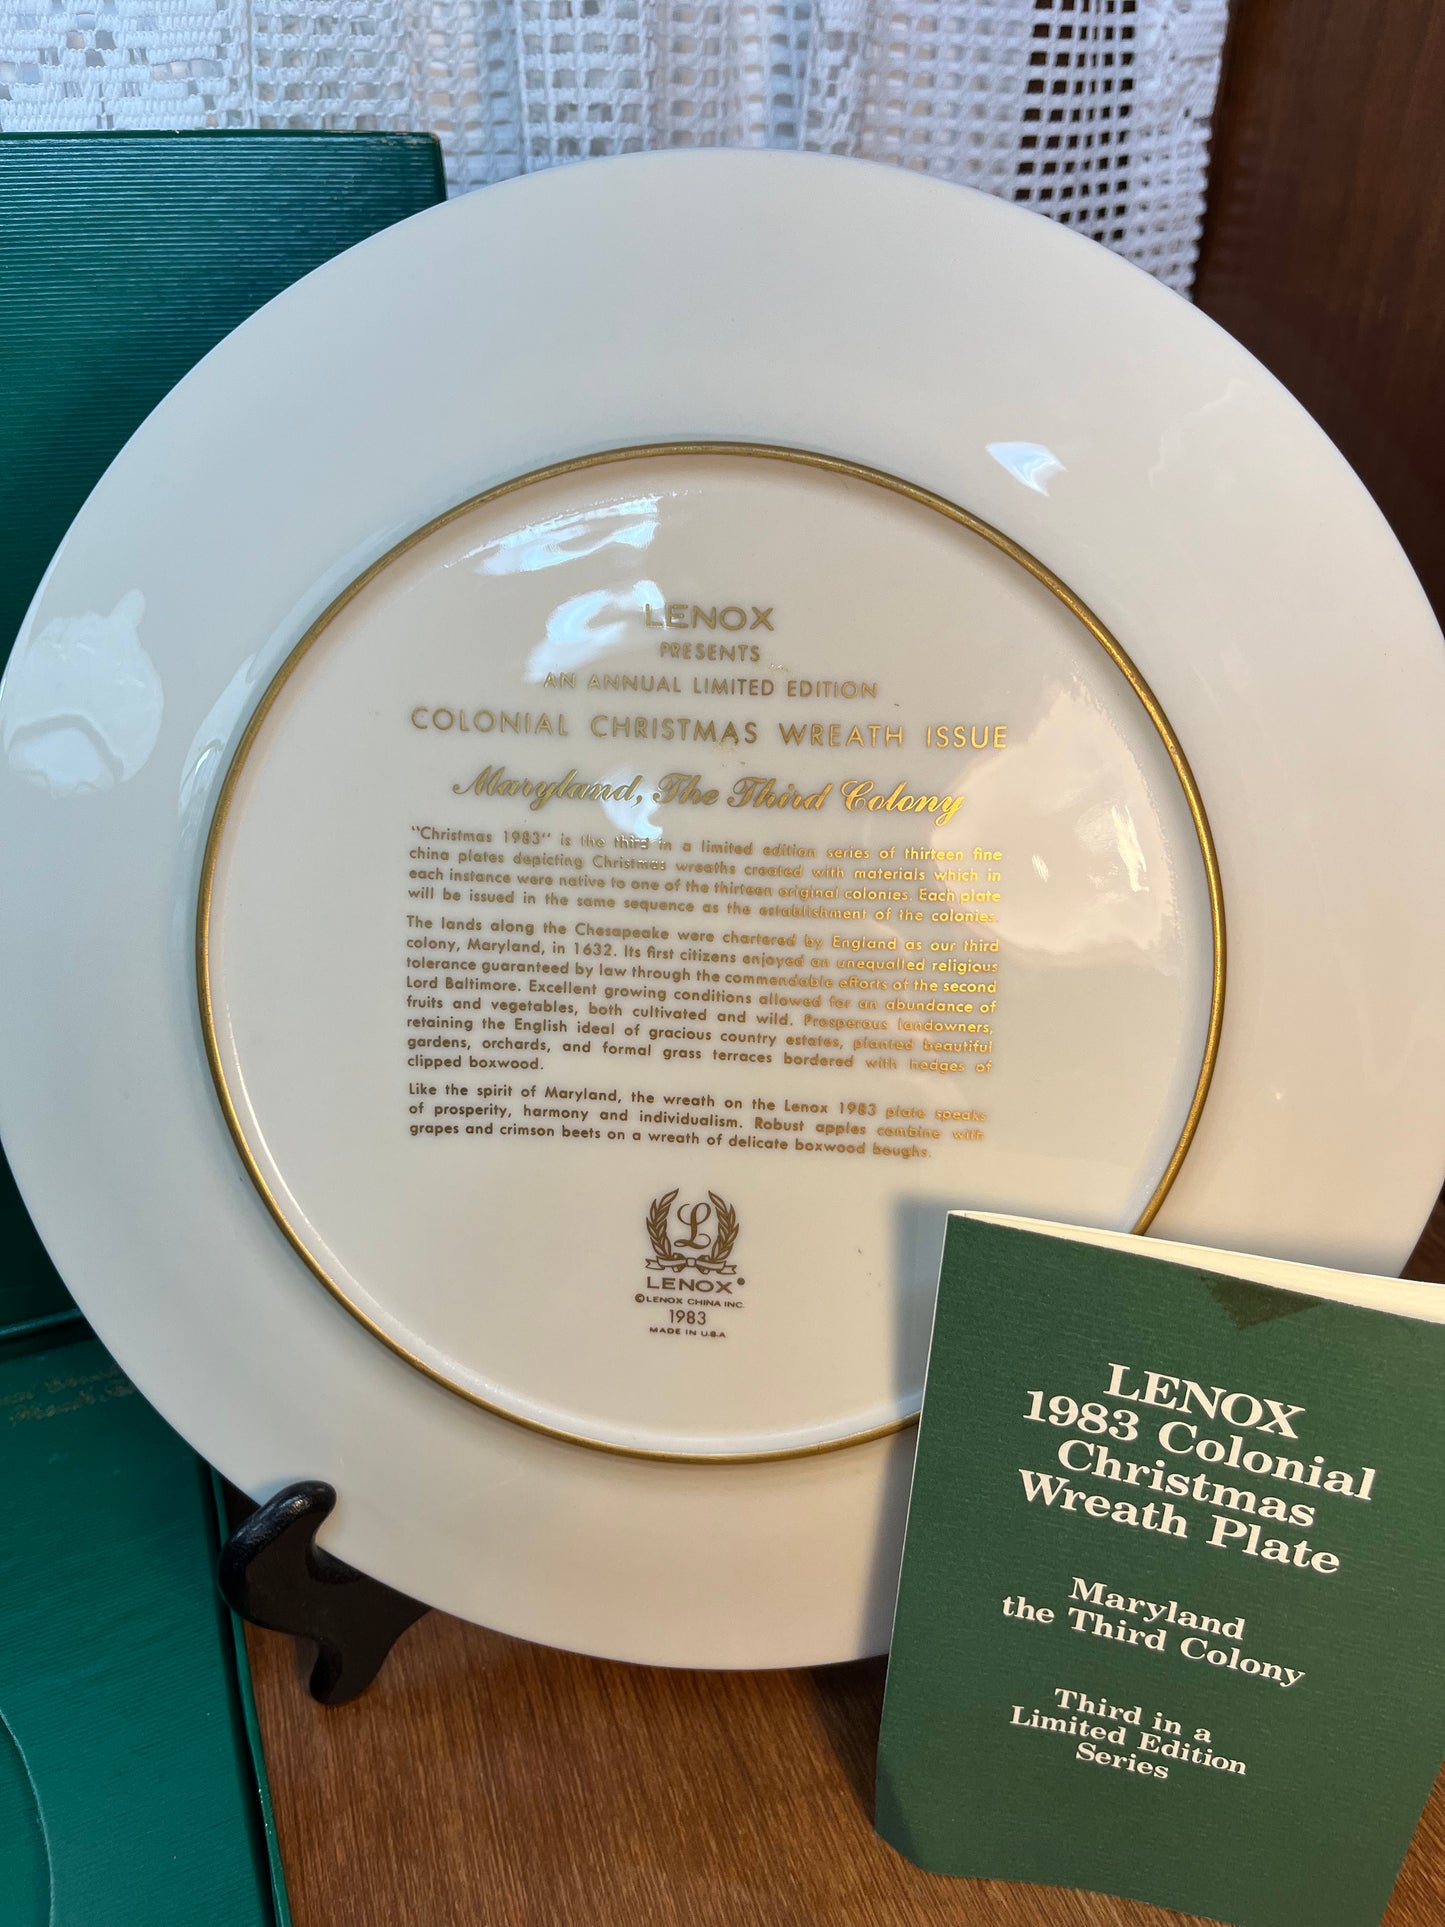 LENOX
PRESENTS
AN ANNUAL LIMITED EDITION
COLONIAL CHRISTMAS WREATH ISSUE
Maryland, The Third Colony
"Christmas 1983" is the third in a limited edition series of thirteen fine
china plates depicting Christmas wreaths created with materials which in
each instance were native to one of the thirteen original colonies. Each plate
will be issued in the same sequence as the establishment of the colonies.
The lands along the Chesapeake were chartered by England as our third
colony, Maryland, in 1632. Its first citizens enjoyed an unequalled religious
tolerance guaranteed by law through the commendable efforts of the second
Lord Baltimore. Excellent growing conditions allowed for an abundance of
fruits and vegetables, both cultivated and wild. Prosperous landowners,
retaining the English ideal of gracious country estates, planted beautiful
gardens, orchards, and formal grass terraces bordered with hedges of
clipped boxwood.
Like the spirit of Maryland, the wreath on the Lenox 1983 plate speaks
of prosperity, harmony and individualism. Robust apples combine with
grapes and crimson beets on a wreath of delicate boxwood boughs.
L
LENOX®
©LENOX CHINA INC.
1983
MADE IN U.S.A.
LENOX
1983 Colonial
Christmas
Wreath Plate
Maryland
the Third Colony
Third in a
Limited Edition
Series